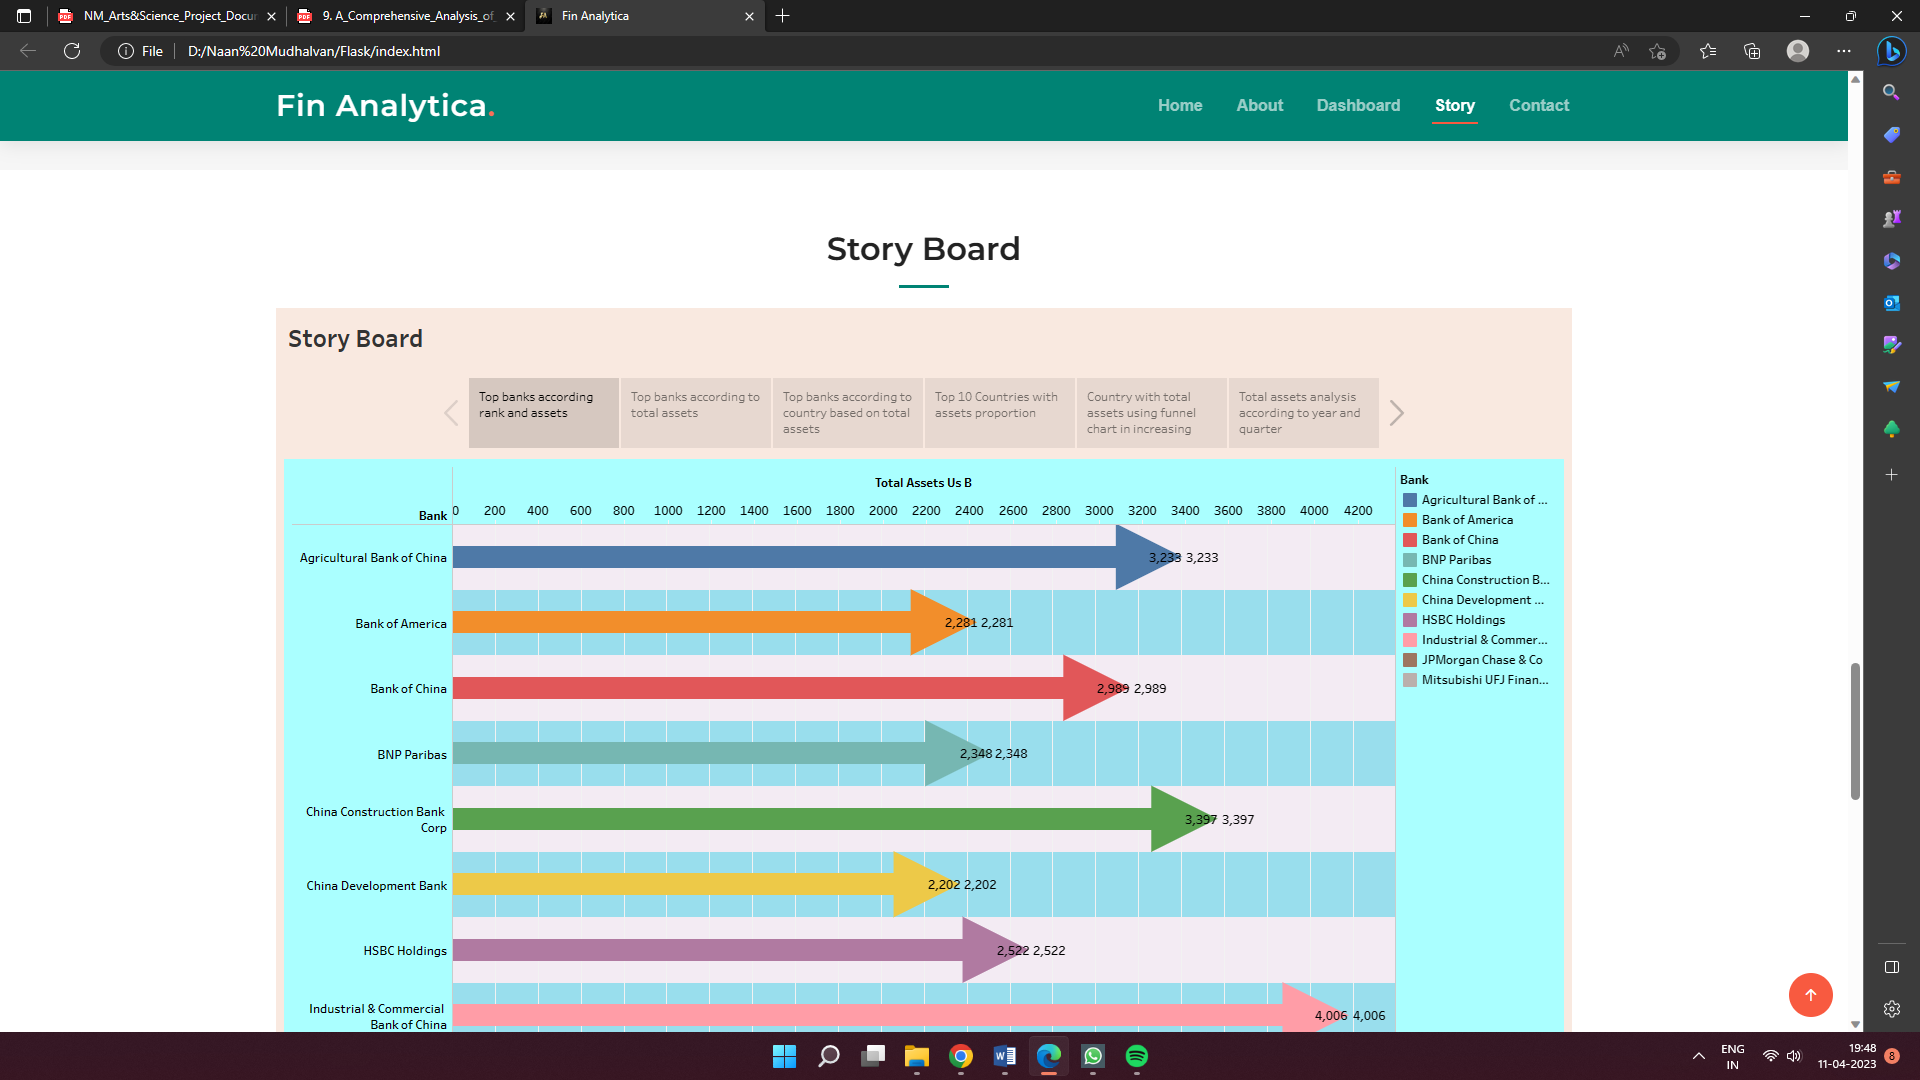 NM_Arts&Science_Project_Docu
9. A_Comprehensive_Analysis_of_
Fin Analytica
File
D:/Naan%20Mudhalvan/Flask/index.html
Fin Analytica.
Home About Dashboard Story Contact
Story Board
Story Board
Top banks according
rank and assets
Top banks according to
total assets
Top banks according to
country based on total
assets
Top 10 Countries with
assets proportion
Country with total
assets using funnel
chart in increasing
Total assets analysis
according to year and
quarter
Total Assets Us B
Bank
0 200 400 600 800 1000 1200 1400 1600 1800 2000 2200 2400 2600 2800 3000 3200 3400 3600 3800 4000 4200
Agricultural Bank of China
3,233 3,233
Bank of America
2,281 2,281
Bank of China
2,989 2,989
BNP Paribas
2,348 2,348
China Construction Bank
Corp
3,397 3,397
China Development Bank
2,202 2,202
HSBC Holdings
2,522 2,522
Industrial & Commercial
Bank of China
4,006 4,006
Bank
Agricultural Bank of ...
Bank of America
Bank of China
BNP Paribas
China Construction B...
China Development ...
HSBC Holdings
Industrial & Commer...
JPMorgan Chase & Co
Mitsubishi UFJ Finan...
ENG
IN
19:48
11-04-2023
8